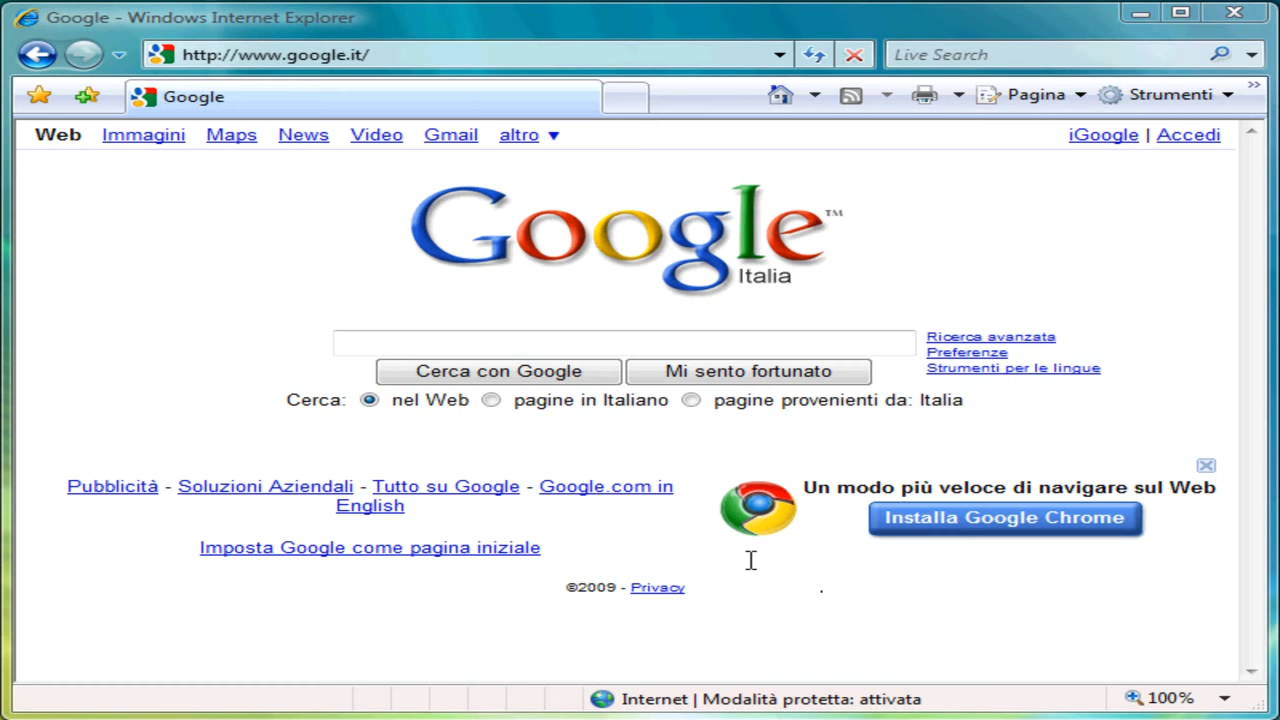 Google - Windows Internet Explorer
http://www.google.it/
Live Search
Google
Pagina
Strumenti
Web Immagini Maps News Video Gmail altro ▼
iGoogle | Accedi
Google™
Italia
Ricerca avanzata
Preferenze
Strumenti per le lingue
Cerca con Google
Mi sento fortunato
Cerca: nel Web pagine in Italiano pagine provenienti da: Italia
Pubblicità - Soluzioni Aziendali - Tutto su Google - Google.com in
English
Un modo più veloce di navigare sul Web
Installa Google Chrome
Imposta Google come pagina iniziale
©2009 - Privacy
Internet | Modalità protetta: attivata
100%